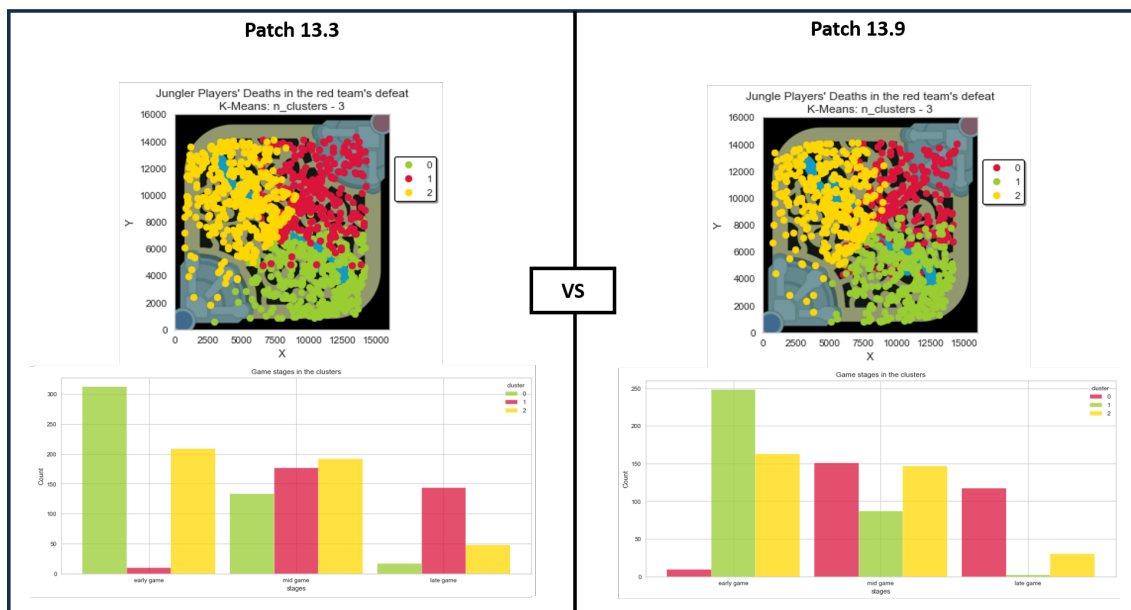 Patch 13.3
Jungler Players' Deaths in the red team's defeat
K-Means: n_clusters - 3
16000
14000
12000
10000
8000
6000
4000
2000
0
Y
0 2500 5000 7500 10000 12500 15000
X
0
1
2
Game stages in the clusters
300
250
200
150
100
50
0
Count
cluster
0
1
2
early game mid game late game
stages
VS
Patch 13.9
Jungle Players' Deaths in the red team's defeat
K-Means: n_clusters - 3
16000
14000
12000
10000
8000
6000
4000
2000
0
Y
0 2500 5000 7500 10000 12500 15000
X
0
1
2
Game stages in the clusters
250
200
150
100
50
0
Count
cluster
0
1
2
early game mid game late game
stages